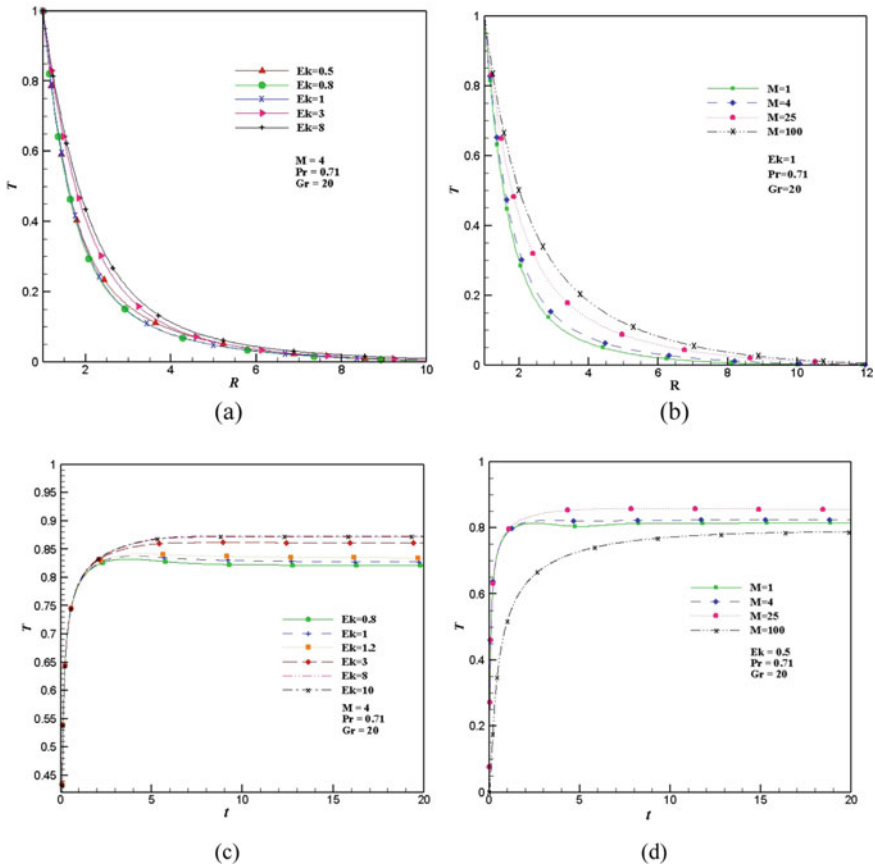 1
0.8
0.6
0.4
0.2
0
T
Ek=0.5
Ek=0.8
Ek=1
Ek=3
Ek=8
M = 4
Pr = 0.71
Gr = 20
2
4
6
8
10
R
(a)
1
0.8
0.6
0.4
0.2
0
T
M=1
M=4
M=25
M=100
Ek=1
Pr=0.71
Gr=20
2
4
6
8
10
12
R
(b)
1
0.95
0.9
0.85
0.8
0.75
0.7
0.65
0.6
0.55
0.5
0.45
T
Ek=0.8
Ek=1
Ek=1.2
Ek=3
Ek=8
Ek=10
M = 4
Pr = 0.71
Gr = 20
0
5
10
15
20
t
(c)
1
0.8
0.6
0.4
0.2
0
T
M=1
M=4
M=25
M=100
Ek = 0.5
Pr = 0.71
Gr = 20
0
5
10
15
20
t
(d)